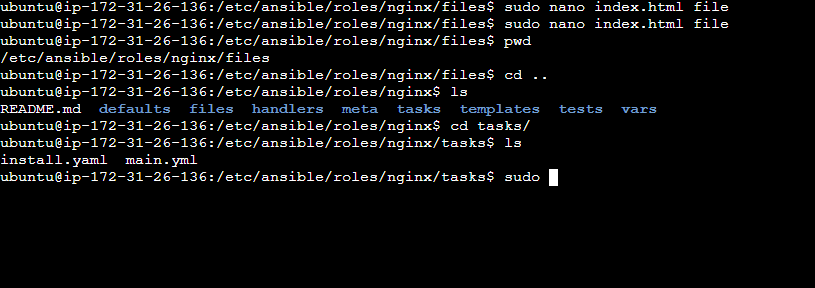 ubuntu@ip-172-31-26-136:/etc/ansible/roles/nginx/files$ sudo nano index.html file
ubuntu@ip-172-31-26-136:/etc/ansible/roles/nginx/files$ sudo nano index.html file
ubuntu@ip-172-31-26-136:/etc/ansible/roles/nginx/files$ pwd
/etc/ansible/roles/nginx/files
ubuntu@ip-172-31-26-136:/etc/ansible/roles/nginx/files$ cd ..
ubuntu@ip-172-31-26-136:/etc/ansible/roles/nginx$ ls
README.md  defaults  files  handlers  meta  tasks  templates  tests  vars
ubuntu@ip-172-31-26-136:/etc/ansible/roles/nginx$ cd tasks/
ubuntu@ip-172-31-26-136:/etc/ansible/roles/nginx/tasks$ ls
install.yaml  main.yml
ubuntu@ip-172-31-26-136:/etc/ansible/roles/nginx/tasks$ sudo